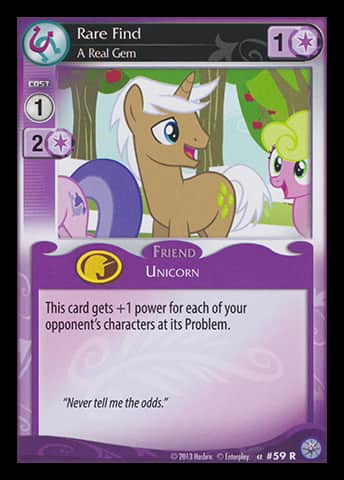 Rare Find
A Real Gem
1
COST
1
2
FRIEND
UNICORN
This card gets +1 power for each of your
opponent's characters at its Problem.
"Never tell me the odds."
© 2013 Hasbro. © Enterplay. α #59 R